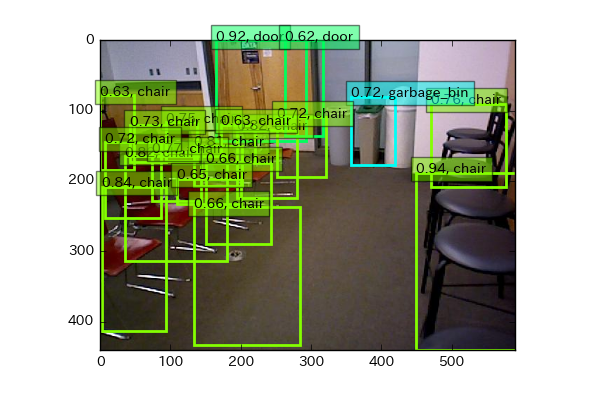 0
100
200
300
400
0
100
200
300
400
500
0.92, door
0.62, door
0.63, chair
0.72, garbage_bin
0.76, chair
0.72, chair
0.73, chair
0.63, chair
0.72, chair
0.66, chair
0.94, chair
0.65, chair
0.84, chair
0.66, chair